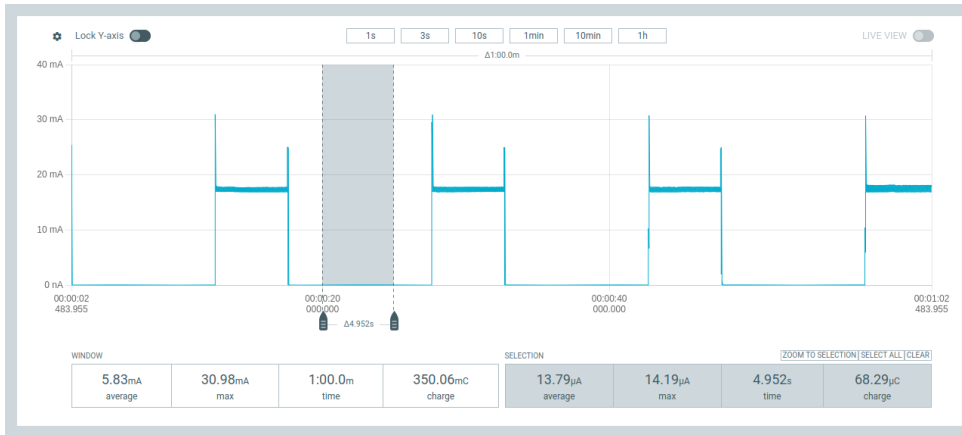 Lock Y-axis
1s 3s 10s 1min 10min 1h
LIVE VIEW
Δ1:00.0m
40 mA
30 mA
20 mA
10 mA
0 nA
00:00:02 00:00:20 00:00:40 00:01:02
483.955 000.000 000.000 483.955
Δ4.952s
WINDOW SELECTION ZOOM TO SELECTION SELECT ALL CLEAR
5.83mA 30.98mA 1:00.0m 350.06mC 13.79μA 14.19μA 4.952s 68.29μC
average max time charge average max time charge